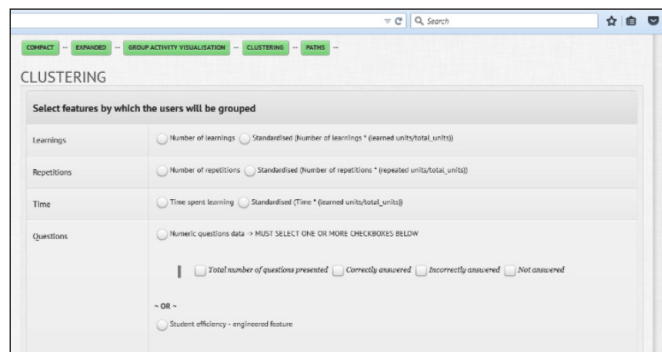 Search
COMPACT -- EXPANDED -- GROUP ACTIVITY VISUALISATION -- CLUSTERING -- PATHS --
CLUSTERING
Select features by which the users will be grouped
Learnings Number of learnings Standardised (Number of learnings * (learned units/total_units))
Repetitions Number of repetitions Standardised (Number of repetitions * (repeated units/total_units))
Time Time spent learning Standardised (Time * (learned units/total_units))
Questions Numeric questions data -> MUST SELECT ONE OR MORE CHECKBOXES BELOW
Total number of questions presented Correctly answered Incorrectly answered Not answered
~ OR ~
Student efficiency - engineered feature